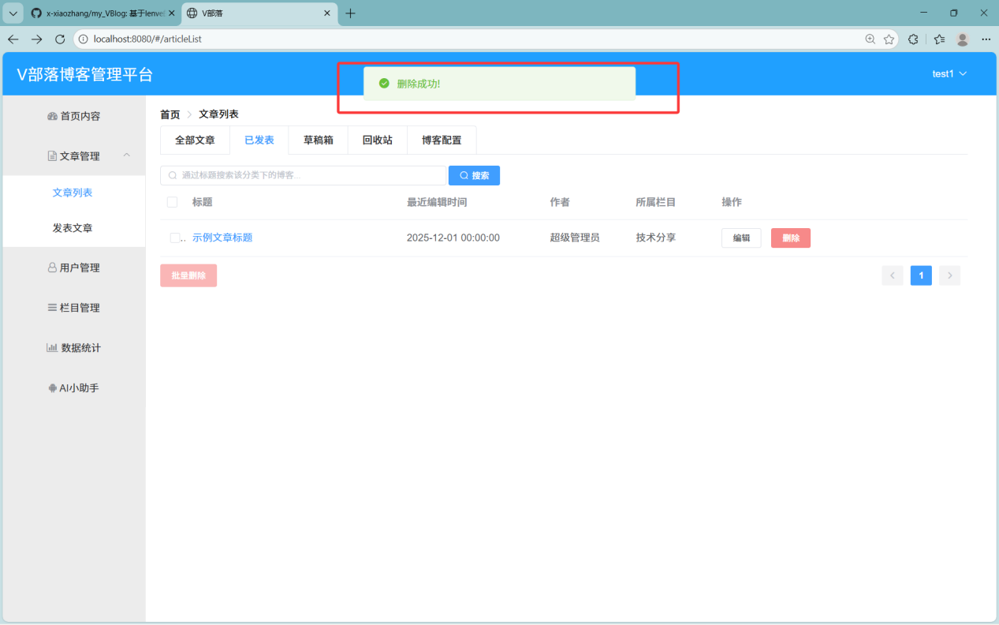 x-xiaozhang/my_VBlog: 基于lenve
V部落
localhost:8080/#/articleList
V部落博客管理平台
删除成功!
test1
首页内容
文章管理
文章列表
发表文章
用户管理
栏目管理
数据统计
AI小助手
首页 > 文章列表
全部文章 已发表 草稿箱 回收站 博客配置
通过标题搜索该分类下的博客... 搜索
标题 最近编辑时间 作者 所属栏目 操作
.. 示例文章标题 2025-12-01 00:00:00 超级管理员 技术分享 编辑 删除
批量删除 1